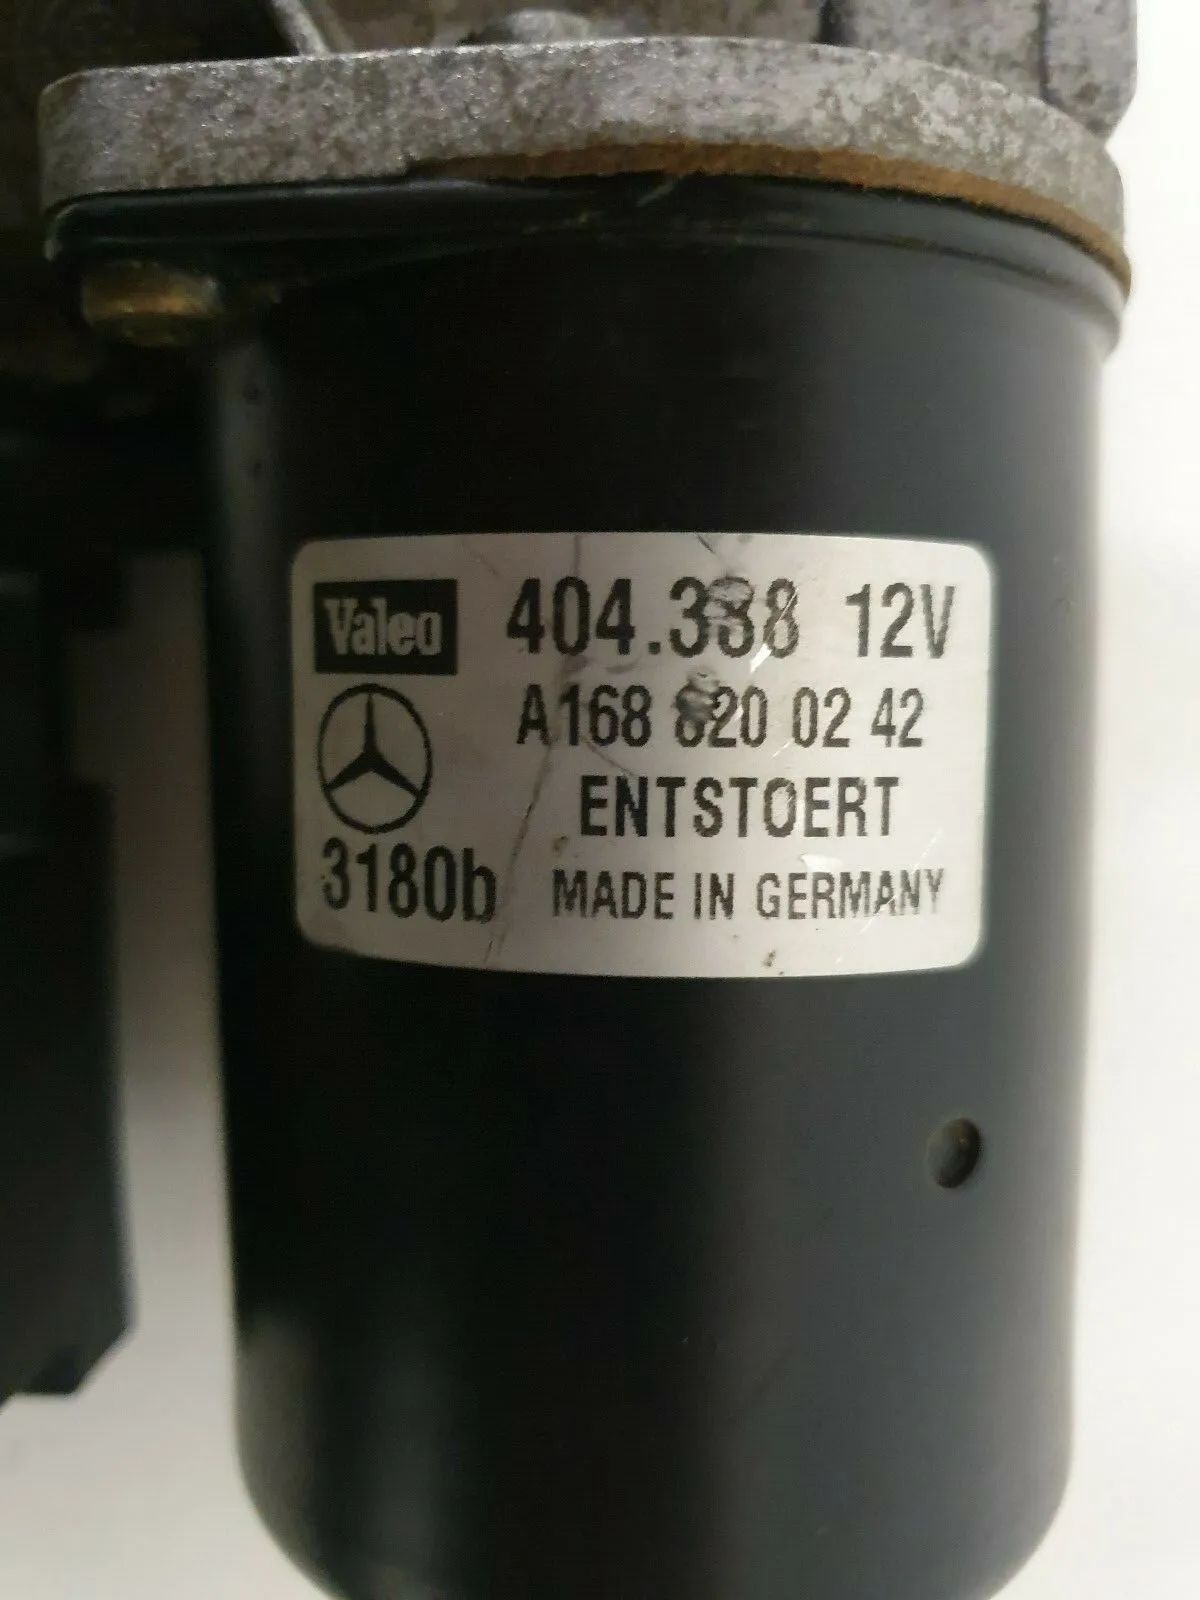 Valeo 404.388 12V
A168 820 02 42
ENTSTOERT
3180b MADE IN GERMANY